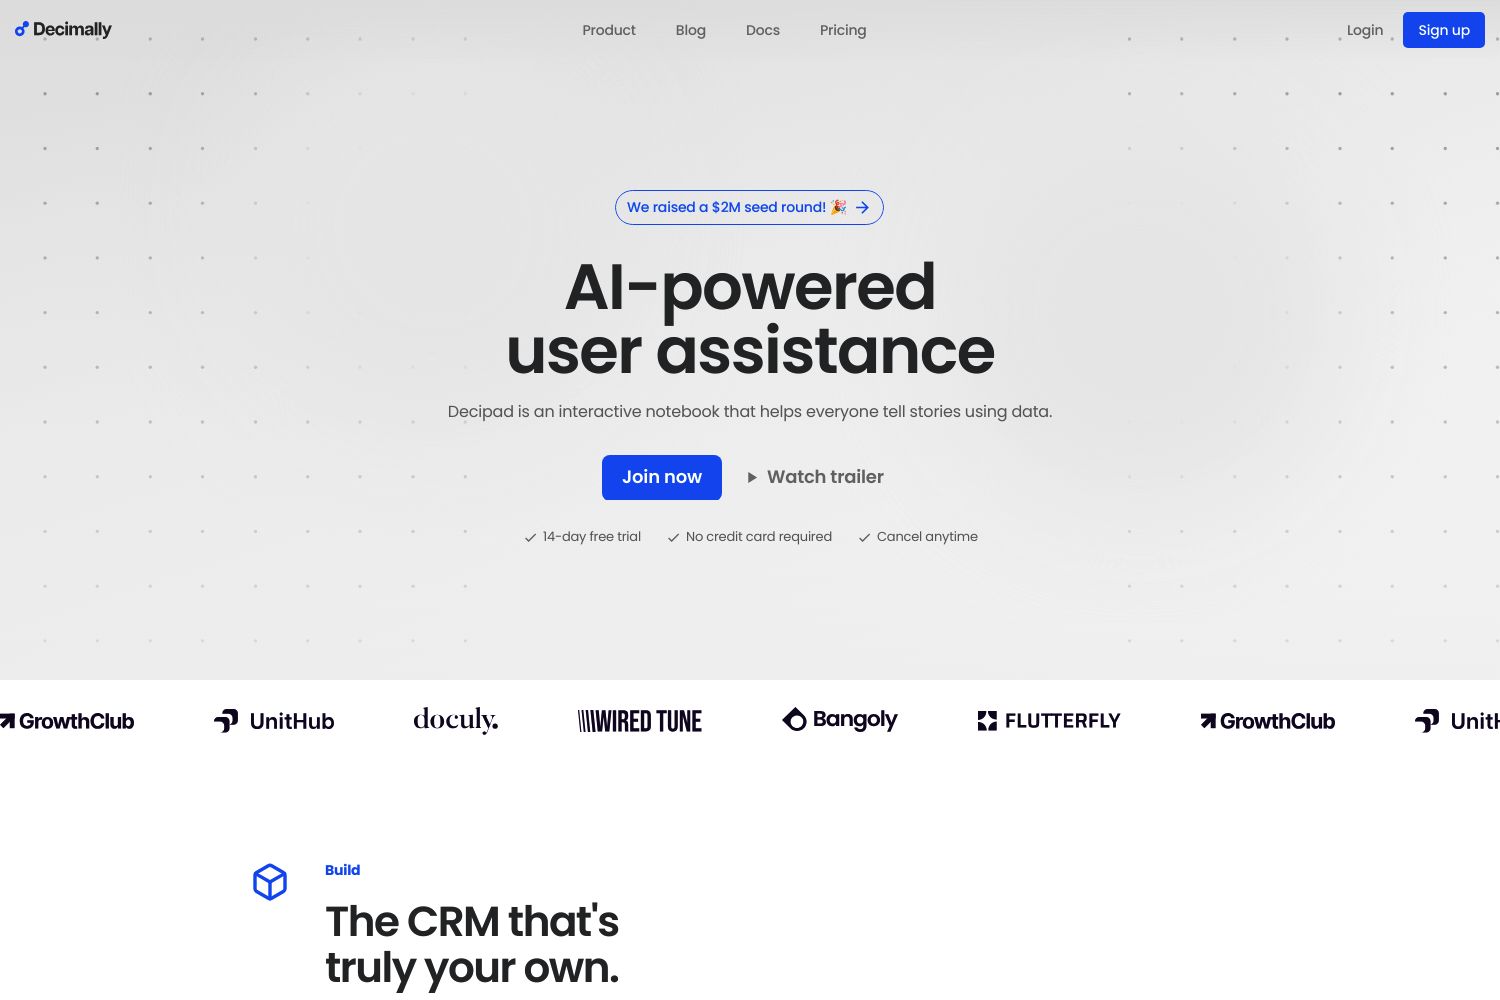 Decimally
Product
Blog
Docs
Pricing
Login
Sign up
We raised a $2M seed round! 🎉
AI-powered
user assistance
Decipad is an interactive notebook that helps everyone tell stories using data.
Join now
Watch trailer
14-day free trial
No credit card required
Cancel anytime
GrowthClub
UnitHub
doculy.
WIRED TUNE
Bangoly
FLUTTERFLY
GrowthClub
UnitH
Build
The CRM that's
truly your own.